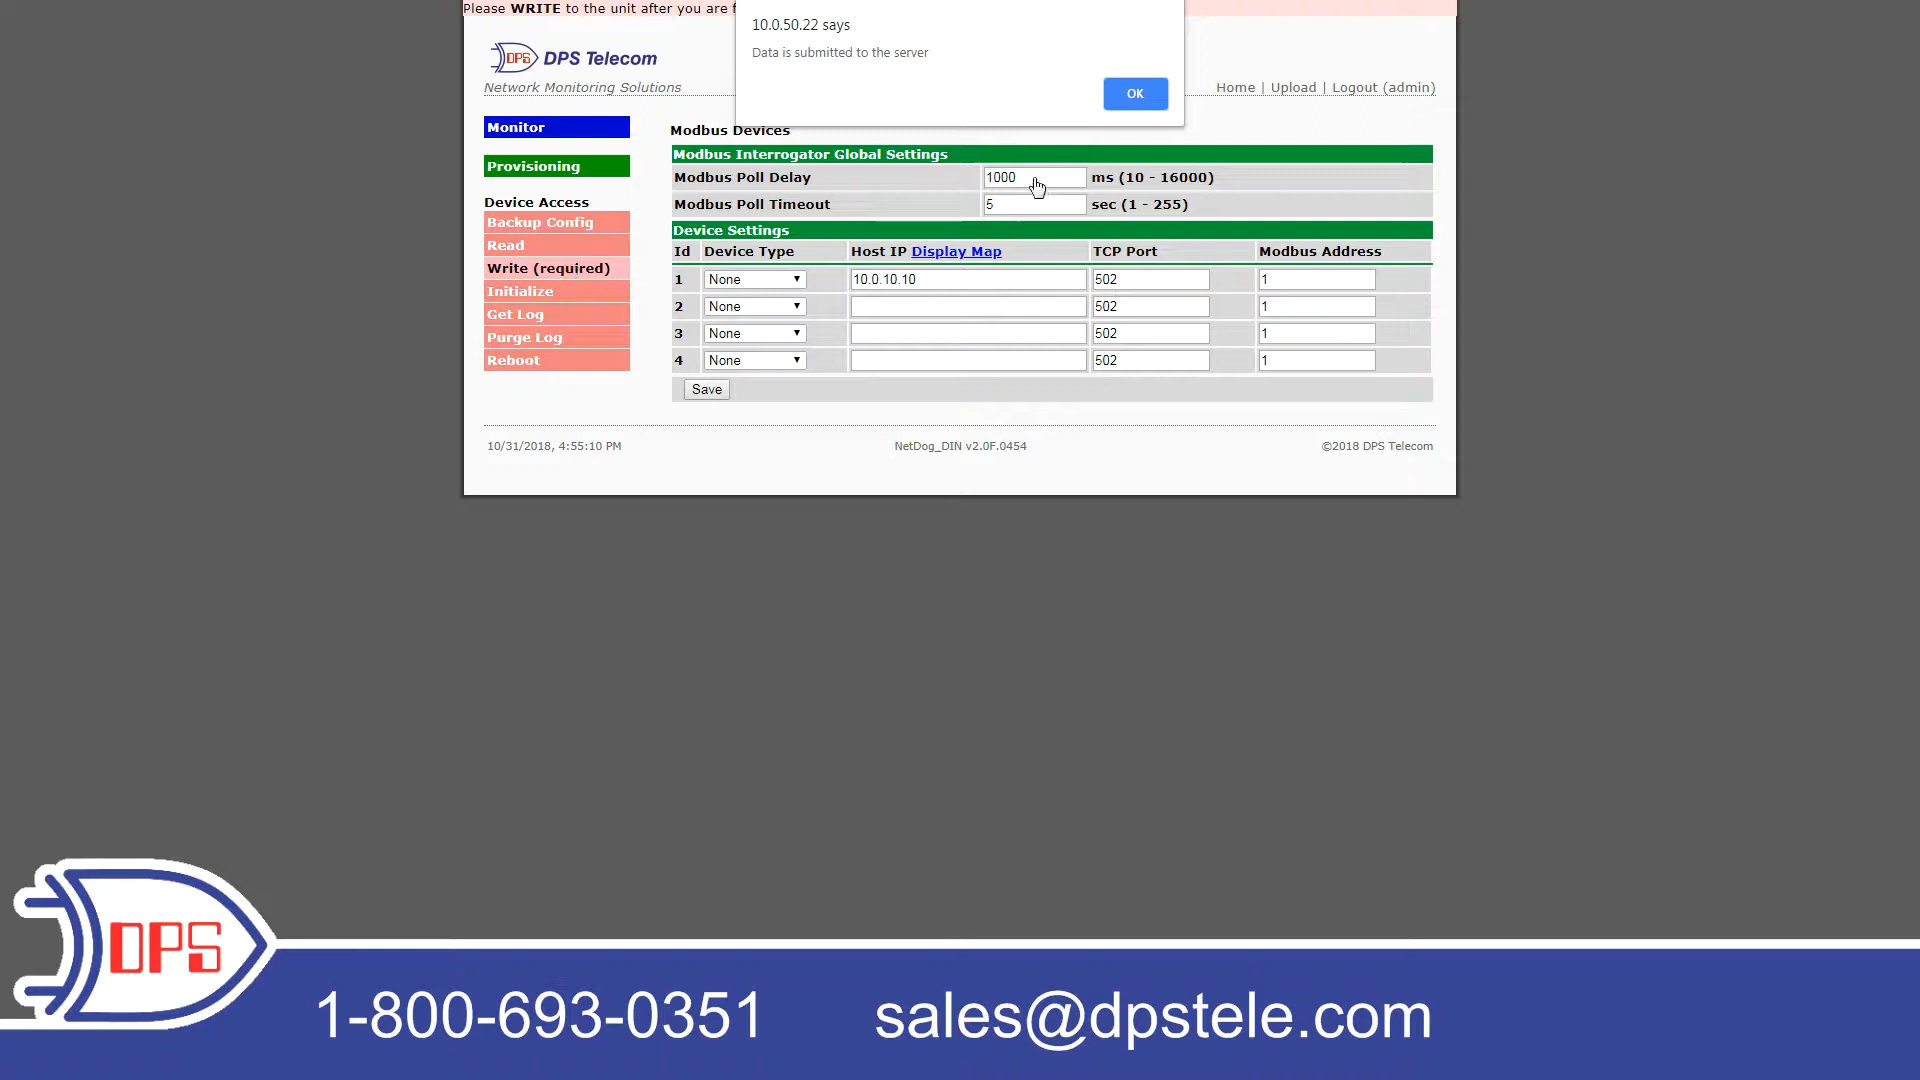 Please WRITE to the unit after you are f
10.0.50.22 says
Data is submitted to the server
OK
DPS DPS Telecom
Network Monitoring Solutions
Home | Upload | Logout (admin)
Monitor
Provisioning
Device Access
Backup Config
Read
Write (required)
Initialize
Get Log
Purge Log
Reboot
Modbus Devices
Modbus Interrogator Global Settings
Modbus Poll Delay 1000 ms (10 - 16000)
Modbus Poll Timeout 5 sec (1 - 255)
Device Settings
Id Device Type Host IP Display Map TCP Port Modbus Address
1 None 10.0.10.10 502 1
2 None 502 1
3 None 502 1
4 None 502 1
Save
10/31/2018, 4:55:10 PM NetDog_DIN v2.0F.0454 ©2018 DPS Telecom
DPS
1-800-693-0351 sales@dpstele.com